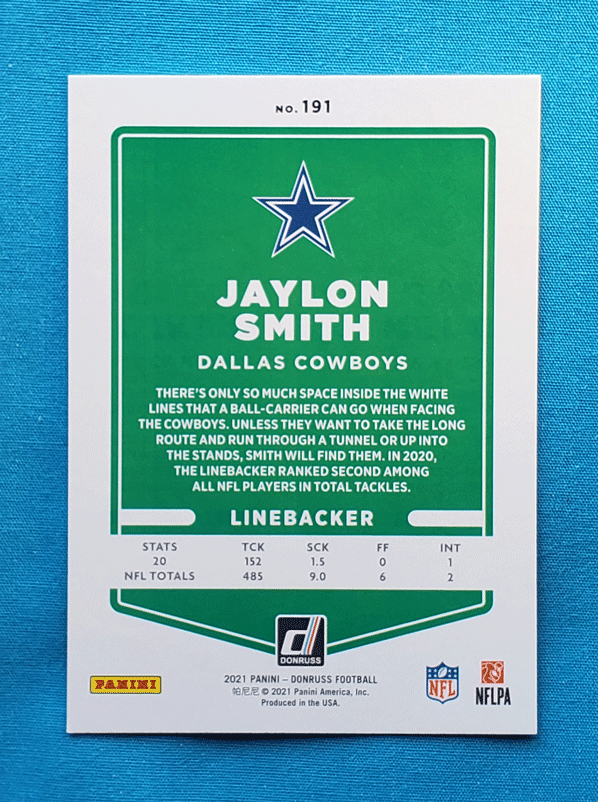 NO. 191
JAYLON
SMITH
DALLAS COWBOYS
THERE'S ONLY SO MUCH SPACE INSIDE THE WHITE
LINES THAT A BALL-CARRIER CAN GO WHEN FACING
THE COWBOYS. UNLESS THEY WANT TO TAKE THE LONG
ROUTE AND RUN THROUGH A TUNNEL OR UP INTO
THE STANDS, SMITH WILL FIND THEM. IN 2020,
THE LINEBACKER RANKED SECOND AMONG
ALL NFL PLAYERS IN TOTAL TACKLES.
LINEBACKER
STATS TCK SCK FF INT
20 152 1.5 0 1
NFL TOTALS 485 9.0 6 2
d
DONRUSS
PANINI
2021 PANINI – DONRUSS FOOTBALL
帕尼尼 © 2021 Panini America, Inc.
Produced in the USA.
NFL
NFLPA